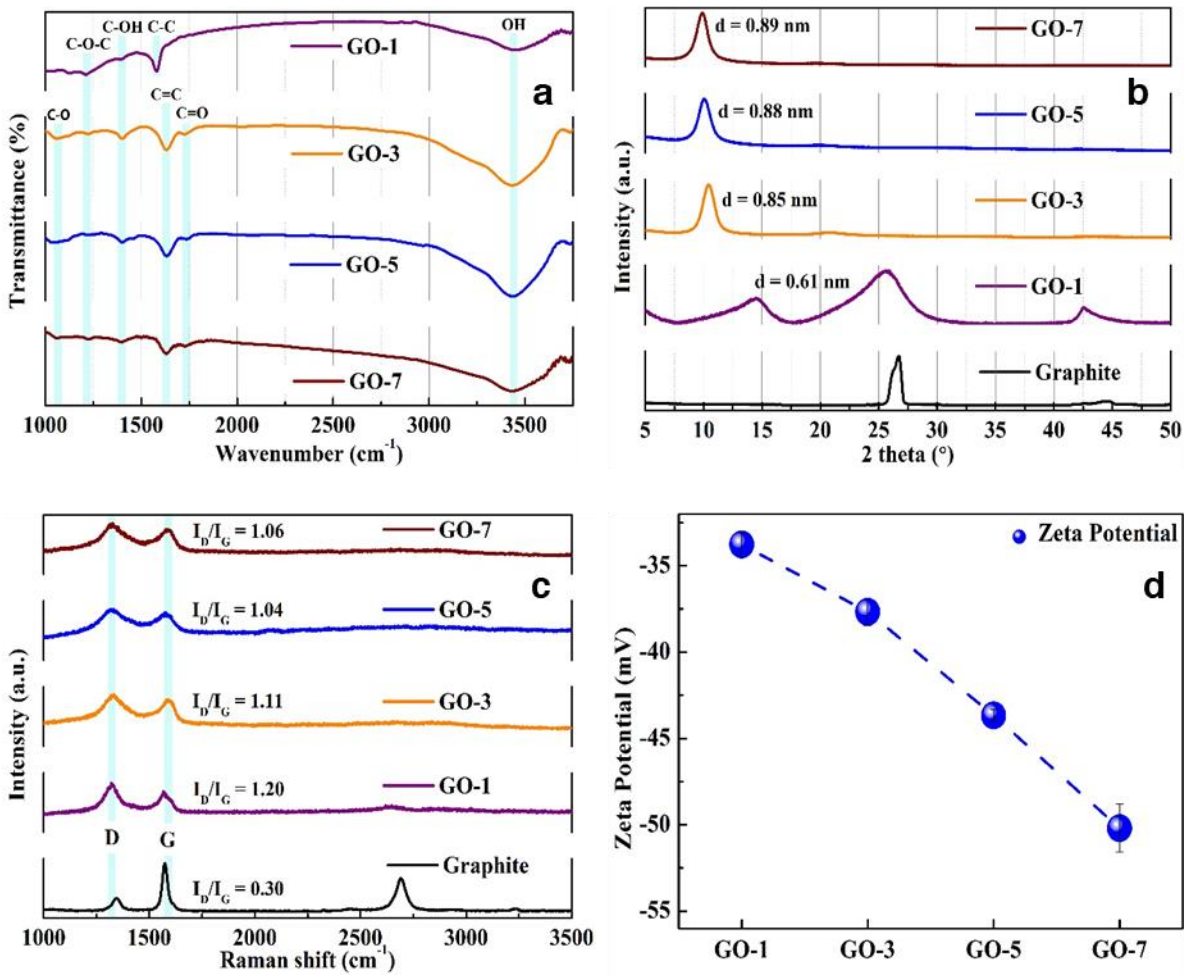 C-O-C
C-OH
C-C
OH
GO-1
a
C=C
C-O
C=O
GO-3
GO-5
GO-7
Transmittance (%)
1000 1500 2000 2500 3000 3500
Wavenumber (cm-1)
d = 0.89 nm
GO-7
b
d = 0.88 nm
GO-5
d = 0.85 nm
GO-3
d = 0.61 nm
GO-1
Graphite
Intensity (a.u.)
5 10 15 20 25 30 35 40 45 50
2 theta (°)
ID/IG = 1.06
GO-7
c
ID/IG = 1.04
GO-5
ID/IG = 1.11
GO-3
ID/IG = 1.20
GO-1
D G
Graphite
ID/IG = 0.30
Intensity (a.u.)
1000 1500 2000 2500 3000 3500
Raman shift (cm-1)
Zeta Potential
d
-35
-40
-45
-50
-55
Zeta Potential (mV)
GO-1 GO-3 GO-5 GO-7